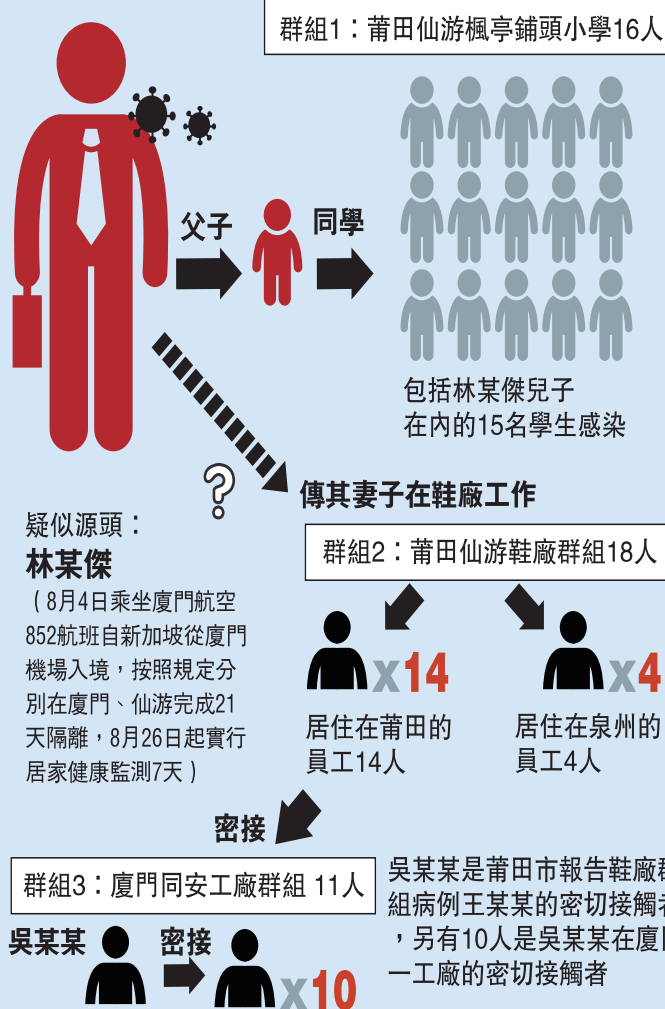 群組1：莆田仙游楓亭鋪頭小學16人
父子
同學
包括林某傑兒子
在內的15名學生感染
?
傳其妻子在鞋廠工作
疑似源頭：
林某傑
（8月4日乘坐廈門航空
852航班自新加坡從廈門
機場入境，按照規定分
別在廈門、仙游完成21
天隔離，8月26日起實行
居家健康監測7天）
群組2：莆田仙游鞋廠群組18人
x14
居住在莆田的
員工14人
x4
居住在泉州的
員工4人
密接
群組3：廈門同安工廠群組 11人
吳某某
密接
x10
吳某某是莆田市報告鞋廠群
組病例王某某的密切接觸者
，另有10人是吳某某在廈門
一工廠的密切接觸者